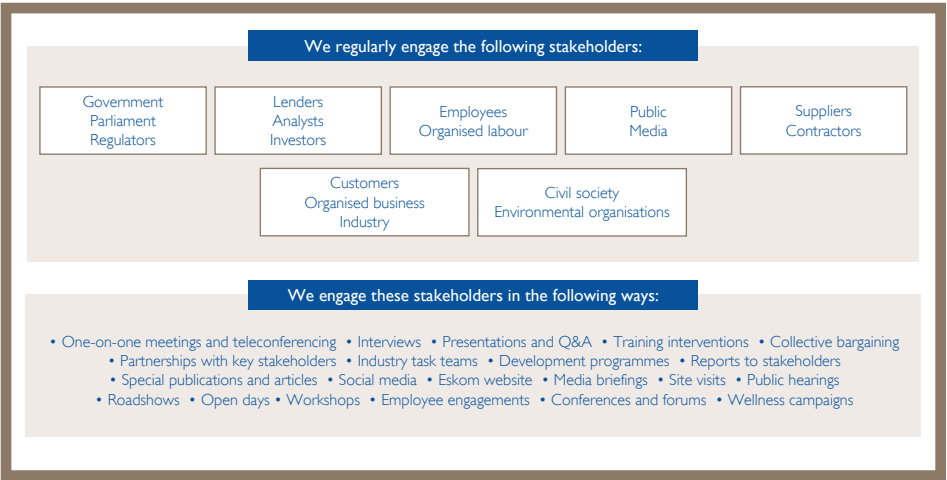 We regularly engage the following stakeholders:
Government
Parliament
Regulators
Lenders
Analysts
Investors
Employees
Organised labour
Public
Media
Suppliers
Contractors
Customers
Organised business
Industry
Civil society
Environmental organisations
We engage these stakeholders in the following ways:
• One-on-one meetings and teleconferencing • Interviews • Presentations and Q&A • Training interventions • Collective bargaining
• Partnerships with key stakeholders • Industry task teams • Development programmes • Reports to stakeholders
• Special publications and articles • Social media • Eskom website • Media briefings • Site visits • Public hearings
• Roadshows • Open days • Workshops • Employee engagements • Conferences and forums • Wellness campaigns